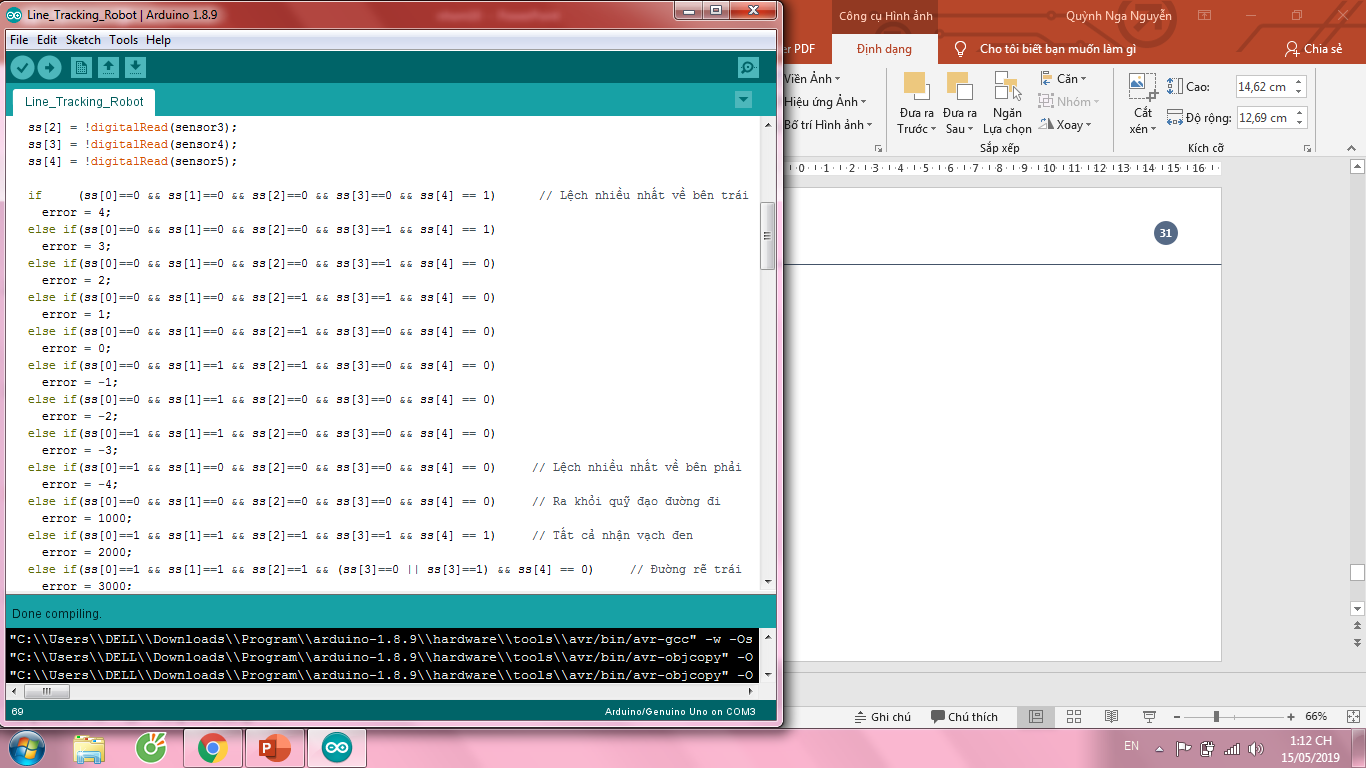 Line_Tracking_Robot | Arduino 1.8.9
File Edit Sketch Tools Help
Line_Tracking_Robot
ss[2] = !digitalRead(sensor3);
ss[3] = !digitalRead(sensor4);
ss[4] = !digitalRead(sensor5);
if     (ss[0]==0 && ss[1]==0 && ss[2]==0 && ss[3]==0 && ss[4] == 1)      // Lệch nhiều nhất về bên trái
error = 4;
else if(ss[0]==0 && ss[1]==0 && ss[2]==0 && ss[3]==1 && ss[4] == 1)
error = 3;
else if(ss[0]==0 && ss[1]==0 && ss[2]==0 && ss[3]==1 && ss[4] == 0)
error = 2;
else if(ss[0]==0 && ss[1]==0 && ss[2]==1 && ss[3]==1 && ss[4] == 0)
error = 1;
else if(ss[0]==0 && ss[1]==0 && ss[2]==1 && ss[3]==0 && ss[4] == 0)
error = 0;
else if(ss[0]==0 && ss[1]==1 && ss[2]==1 && ss[3]==0 && ss[4] == 0)
error = -1;
else if(ss[0]==0 && ss[1]==1 && ss[2]==0 && ss[3]==0 && ss[4] == 0)
error = -2;
else if(ss[0]==1 && ss[1]==1 && ss[2]==0 && ss[3]==0 && ss[4] == 0)
error = -3;
else if(ss[0]==1 && ss[1]==0 && ss[2]==0 && ss[3]==0 && ss[4] == 0)     // Lệch nhiều nhất về bên phải
error = -4;
else if(ss[0]==0 && ss[1]==0 && ss[2]==0 && ss[3]==0 && ss[4] == 0)     // Ra khỏi quỹ đạo đường đi
error = 1000;
else if(ss[0]==1 && ss[1]==1 && ss[2]==1 && ss[3]==1 && ss[4] == 1)     // Tất cả nhận vạch đen
error = 2000;
else if(ss[0]==1 && ss[1]==1 && ss[2]==1 && (ss[3]==0 || ss[3]==1) && ss[4] == 0)     // Đường rẽ trái
error = 3000;
Done compiling.
"C:\\Users\\DELL\\Downloads\\Program\\arduino-1.8.9\\hardware\\tools\\avr/bin/avr-gcc" -w -Os
"C:\\Users\\DELL\\Downloads\\Program\\arduino-1.8.9\\hardware\\tools\\avr/bin/avr-objcopy" -O
"C:\\Users\\DELL\\Downloads\\Program\\arduino-1.8.9\\hardware\\tools\\avr/bin/avr-objcopy" -O
69 Arduino/Genuino Uno on COM3
Công cụ Hình ảnh Quỳnh Nga Nguyễn
PDF Định dạng Cho tôi biết bạn muốn làm gì Chia sẻ
Viền Ảnh
Hiệu ứng Ảnh
Bố trí Hình ảnh
Đưa ra Trước
Đưa ra Sau
Ngăn Lựa chọn
Căn
Nhóm
Xoay
Sắp xếp
Cắt xén
Cao: 14,62 cm
Độ rộng: 12,69 cm
Kích cỡ
0 1 2 3 4 5 6 7 8 9 10 11 12 13 14 15 16
31
Ghi chú Chú thích 66%
EN 1:12 CH
15/05/2019